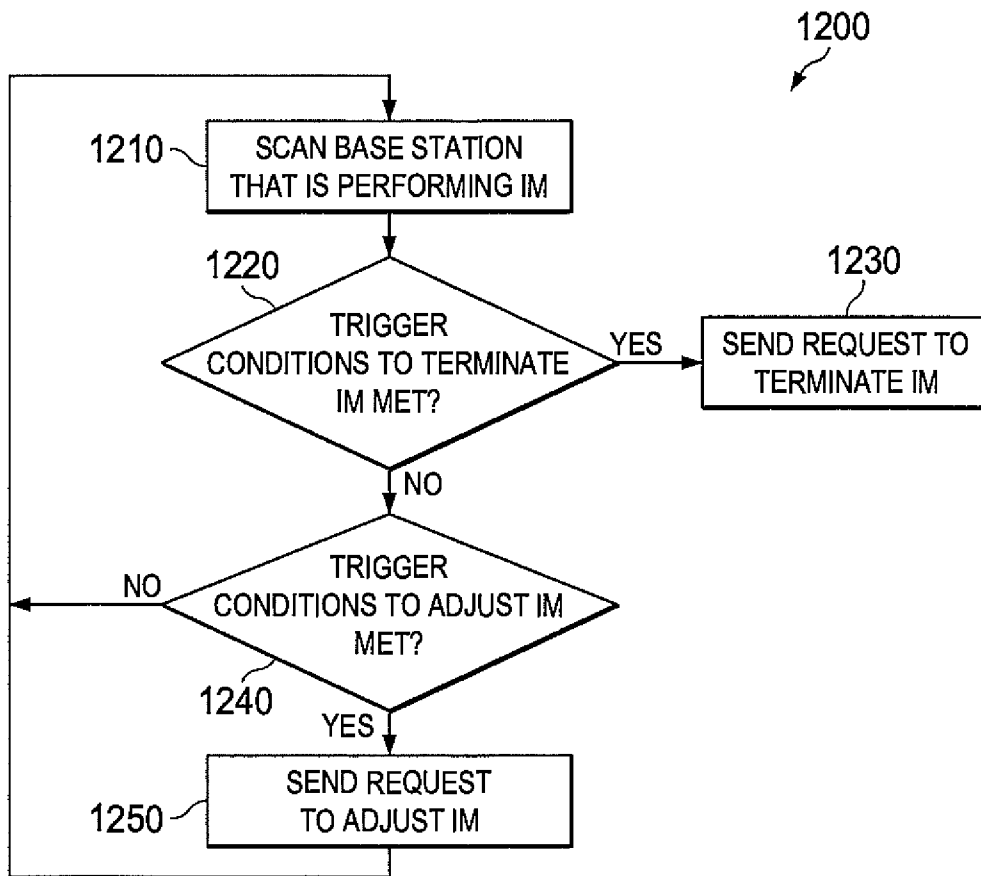 1200
1210
SCAN BASE STATION
THAT IS PERFORMING IM
1220
TRIGGER
CONDITIONS TO TERMINATE
IM MET?
YES
1230
SEND REQUEST TO
TERMINATE IM
NO
TRIGGER
CONDITIONS TO ADJUST IM
MET?
NO
1240
YES
1250
SEND REQUEST
TO ADJUST IM